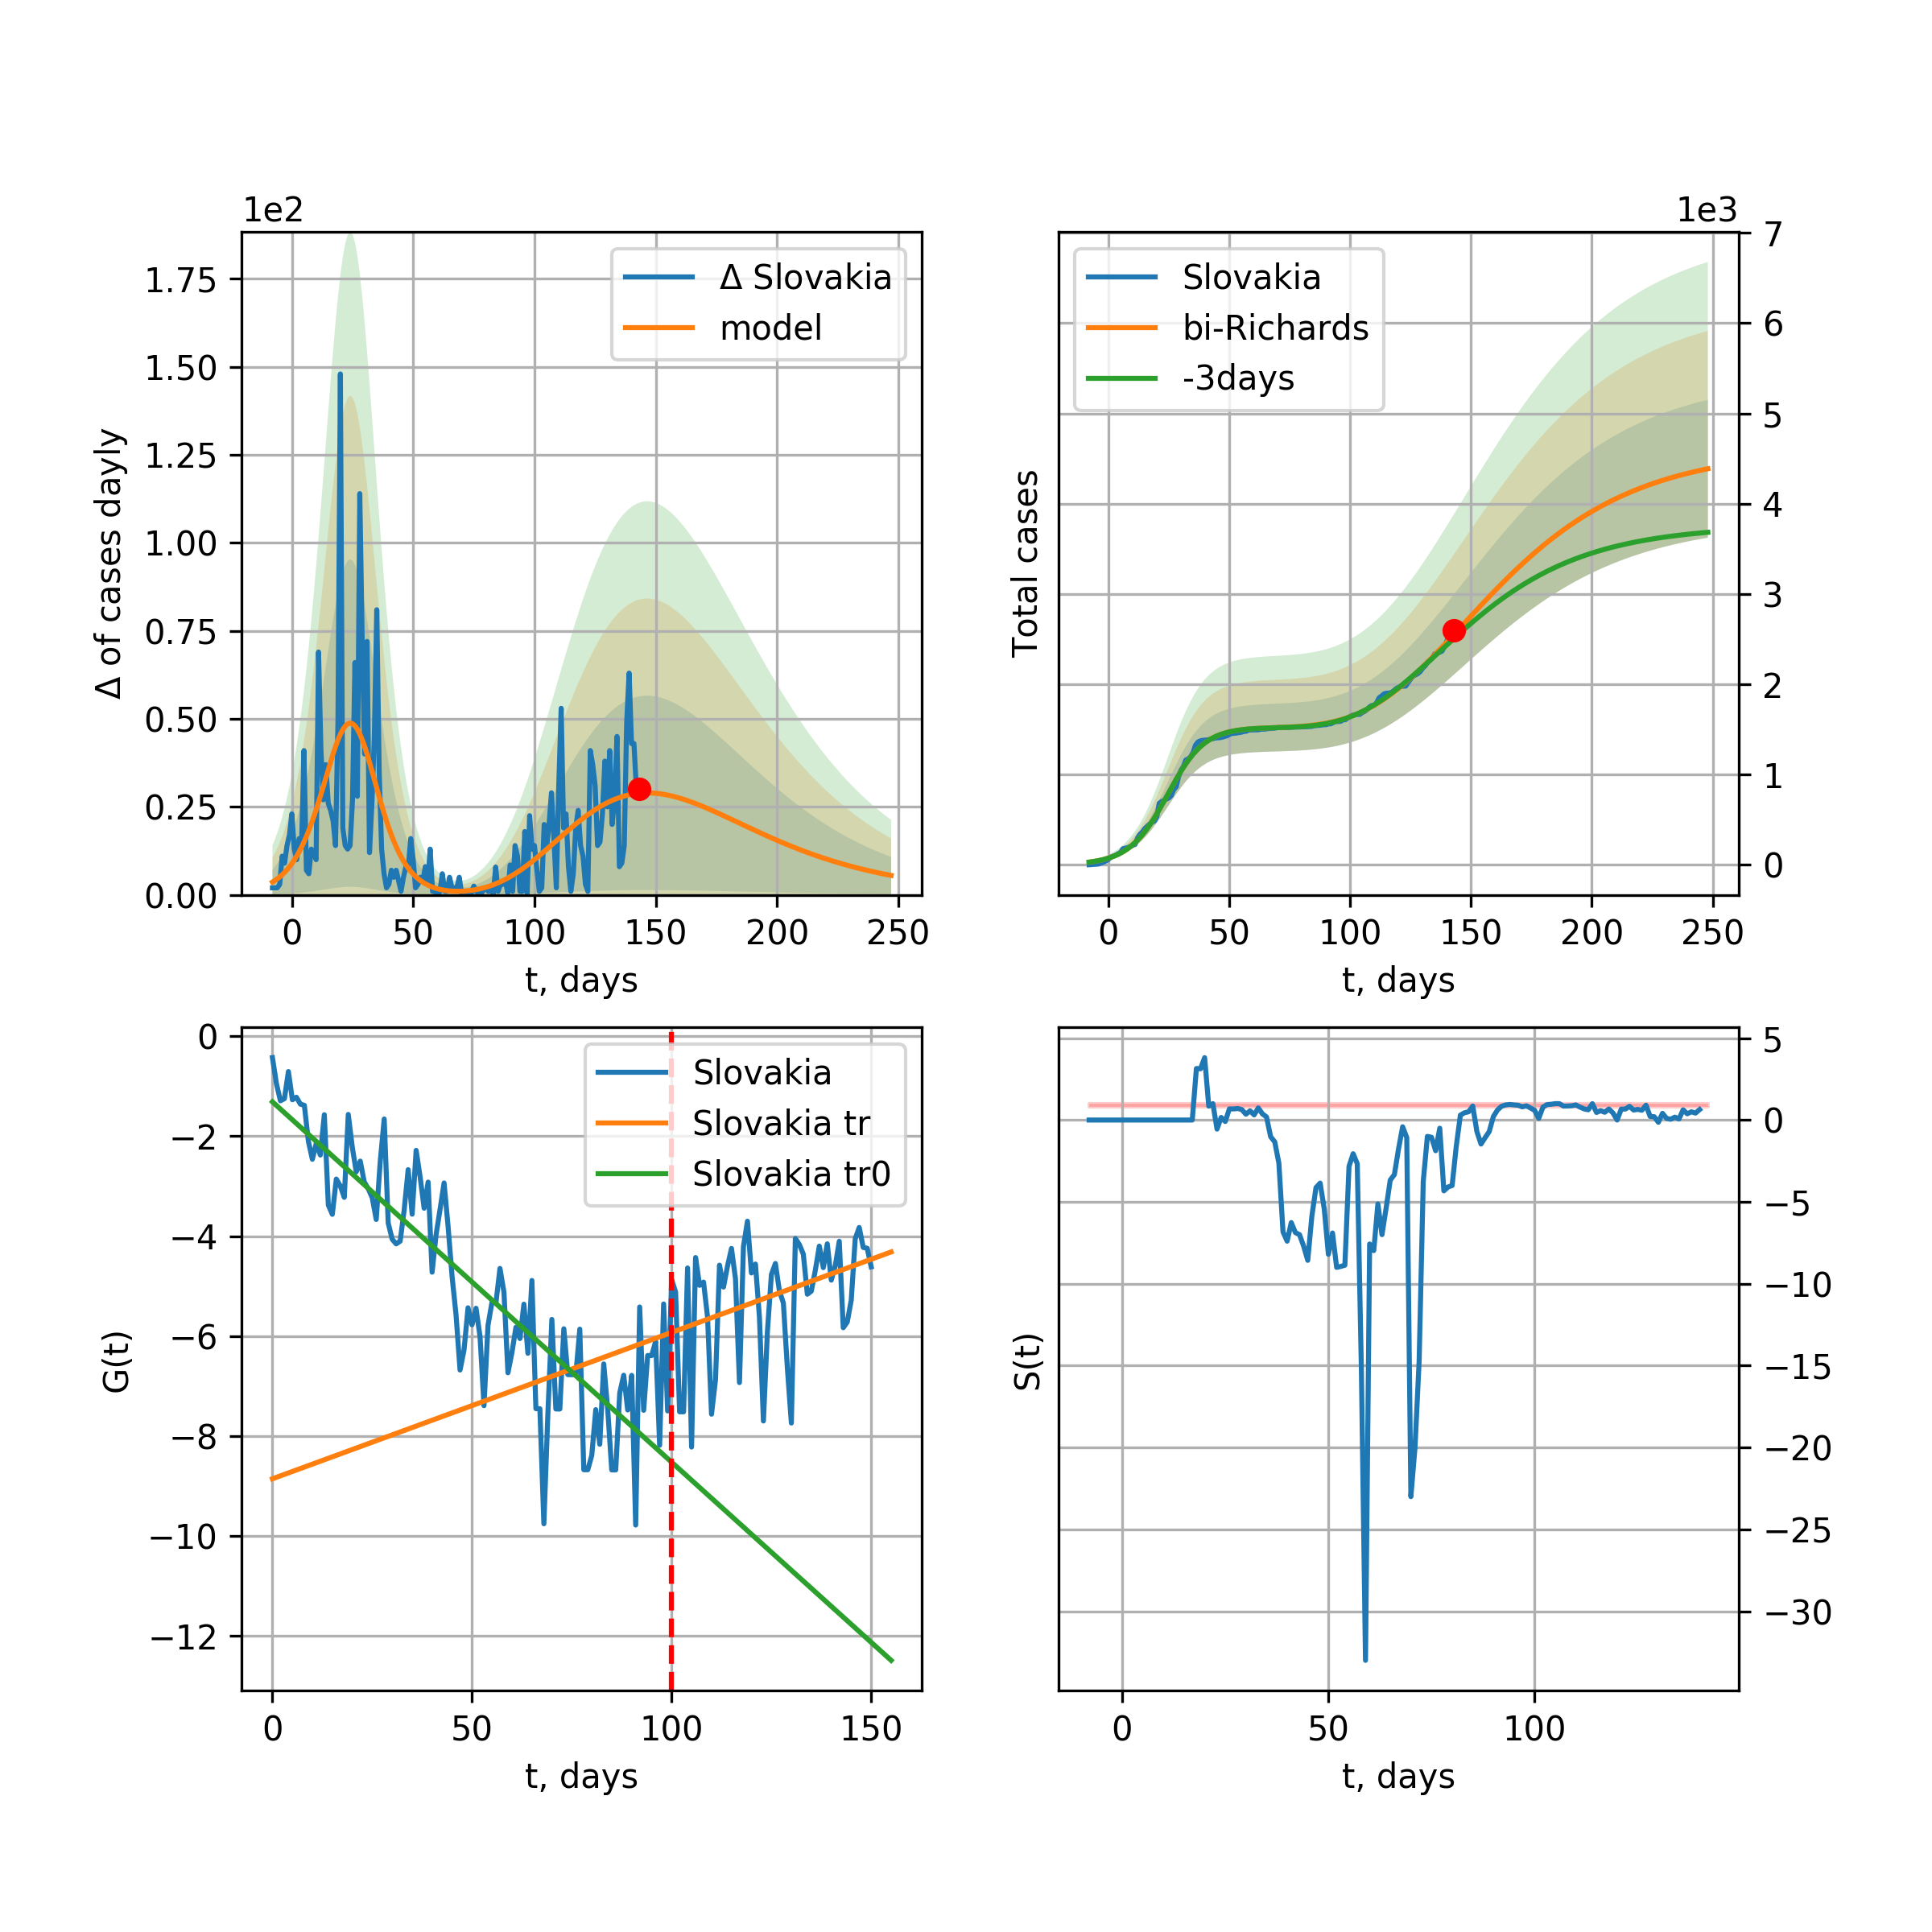 1e2
Δ of cases dayly
1.75
1.50
1.25
1.00
0.75
0.50
0.25
0.00
0 50 100 150 200 250
t, days
Δ Slovakia
model
1e3
Total cases
7
6
5
4
3
2
1
0
0 50 100 150 200 250
t, days
Slovakia
bi-Richards
-3days
G(t)
0
−2
−4
−6
−8
−10
−12
0 50 100 150
t, days
Slovakia
Slovakia tr
Slovakia tr0
S(t)
5
0
−5
−10
−15
−20
−25
−30
0 50 100
t, days